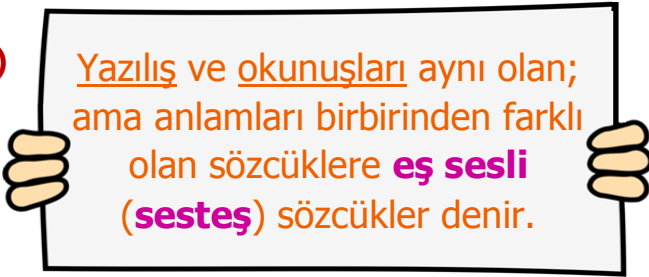 Yazılış ve okunuşları aynı olan;
ama anlamları birbirinden farklı
olan sözcüklere eş sesli
(sesteş) sözcükler denir.